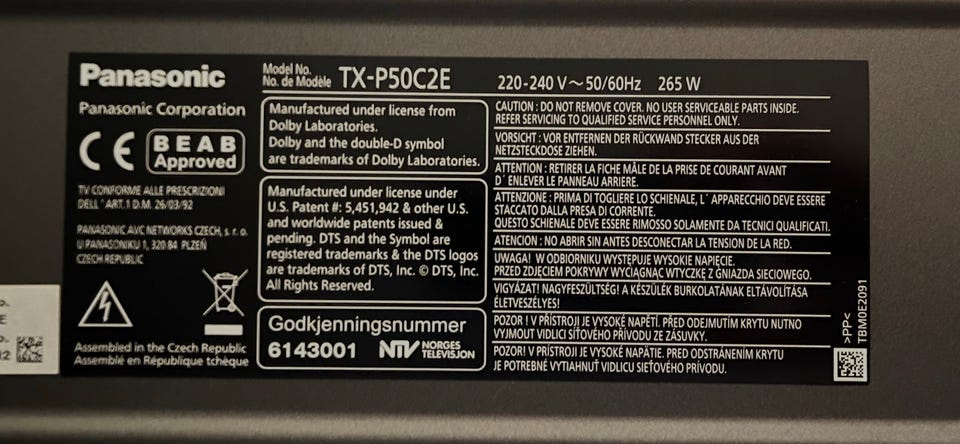 Panasonic
Panasonic Corporation
CE
BEAB
Approved
TV CONFORME ALLE PRESCRIZIONI
DELL' ART.1 D.M. 26/03/92
PANASONIC AVC NETWORKS CZECH, s. r. o.
U PANASONIKU 1, 320 84 PLZEŇ
CZECH REPUBLIC
Assembled in the Czech Republic
Assemblé en République tchèque
Model No.
No. de Modèle TX-P50C2E
220-240 V~ 50/60Hz 265 W
Manufactured under license from
Dolby Laboratories.
Dolby and the double-D symbol
are trademarks of Dolby Laboratories.
Manufactured under license under
U.S. Patent #: 5,451,942 & other U.S.
and worldwide patents issued &
pending. DTS and the Symbol are
registered trademarks & the DTS logos
are trademarks of DTS, Inc. © DTS, Inc.
All Rights Reserved.
Godkjenningsnummer
6143001 NTV NORGES
TELEVISJON
CAUTION : DO NOT REMOVE COVER. NO USER SERVICEABLE PARTS INSIDE.
REFER SERVICING TO QUALIFIED SERVICE PERSONNEL ONLY.
VORSICHT : VOR ENTFERNEN DER RÜCKWAND STECKER AUS DER
NETZSTECKDOSE ZIEHEN.
ATTENTION : RETIRER LA FICHE MÂLE DE LA PRISE DE COURANT AVANT
D' ENLEVER LE PANNEAU ARRIERE.
ATTENZIONE : PRIMA DI TOGLIERE LO SCHIENALE, L' APPARECCHIO DEVE ESSERE
STACCATO DALLA PRESA DI CORRENTE.
QUESTO SCHIENALE DEVE ESSERE RIMOSSO SOLAMENTE DA TECNICI QUALIFICATI.
ATENCION : NO ABRIR SIN ANTES DESCONECTAR LA TENSION DE LA RED.
UWAGA! W ODBIORNIKU WYSTĘPUJE WYSOKIE NAPIĘCIE.
PRZED ZDJĘCIEM POKRYWY WYCIĄGNĄĆ WTYCZKĘ Z GNIAZDA SIECIOWEGO.
VIGYÁZAT! NAGYFESZÜLTSÉG! A KÉSZÜLÉK BURKOLATÁNAK ELTÁVOLÍTÁSA
ÉLETVESZÉLYES!
POZOR ! V PŘÍSTROJI JE VYSOKÉ NAPĚTÍ. PŘED ODEJMUTÍM KRYTU NUTNO
VYJMOUT VIDLICI SÍŤOVÉHO PŘÍVODU ZE ZÁSUVKY.
POZOR! V PRÍSTROJI JE VYSOKÉ NAPÄTIE. PRED ODSTRÁNENÍM KRYTU
JE POTREBNÉ VYTIAHNUŤ VIDLICU SIEŤOVÉHO PRÍVODU.
>PP<
TBM0E2091